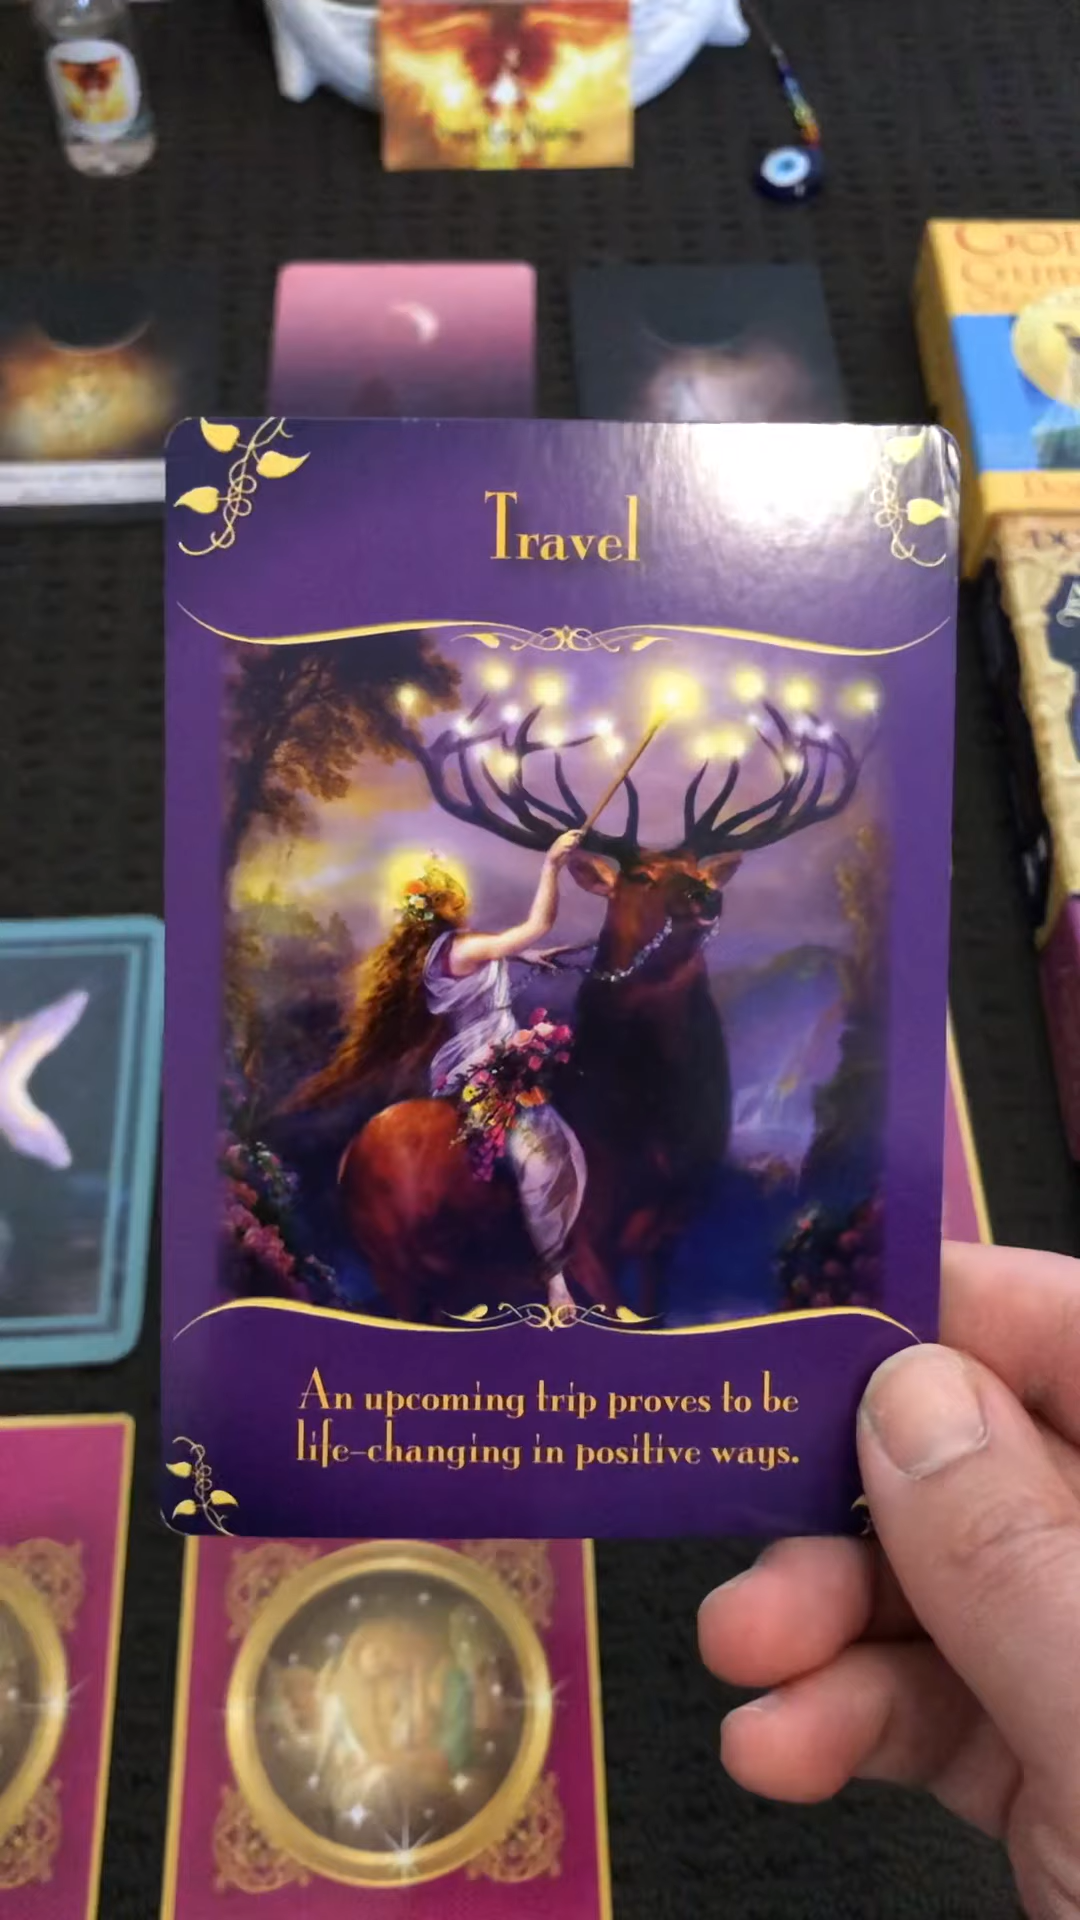 Travel
An upcoming trip proves to be
life-changing in positive ways.